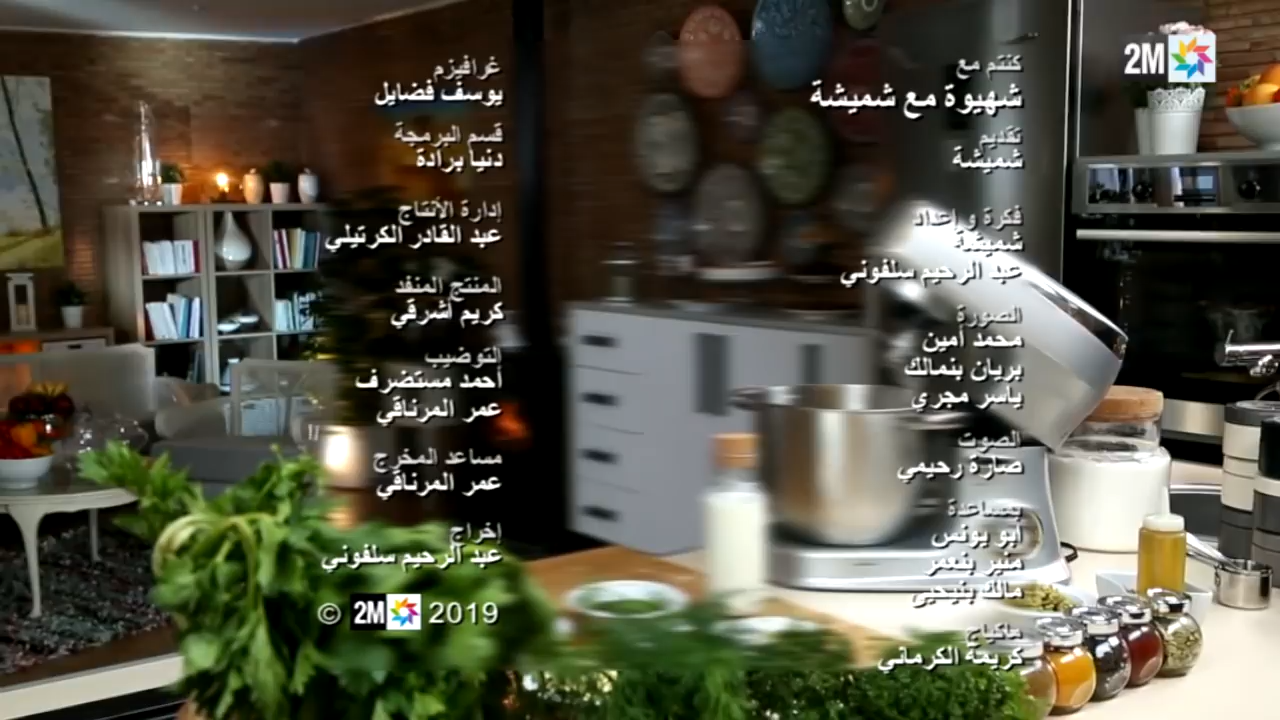 2M
كنتم مع
شهيوة مع شميشة
تقديم
شميشة
فكرة و إعداد
شميشة
عبد الرحيم سلفوني
الصورة
محمد أمين
بريان بنمالك
ياسر مجري
الصوت
صارة رحيمي
بمساعدة
أبو يونس
منير بنعمر
مالك بنيحيى
ماكياج
كريمة الكرماني
غرافيزم
يوسف فضايل
قسم البرمجة
دنيا برادة
إدارة الأنتاج
عبد القادر الكرتيلي
المنتج المنفد
كريم أشرقي
التوضيب
أحمد مستضرف
عمر المرناقي
مساعد المخرج
عمر المرناقي
إخراج
عبد الرحيم سلفوني
© 2M 2019